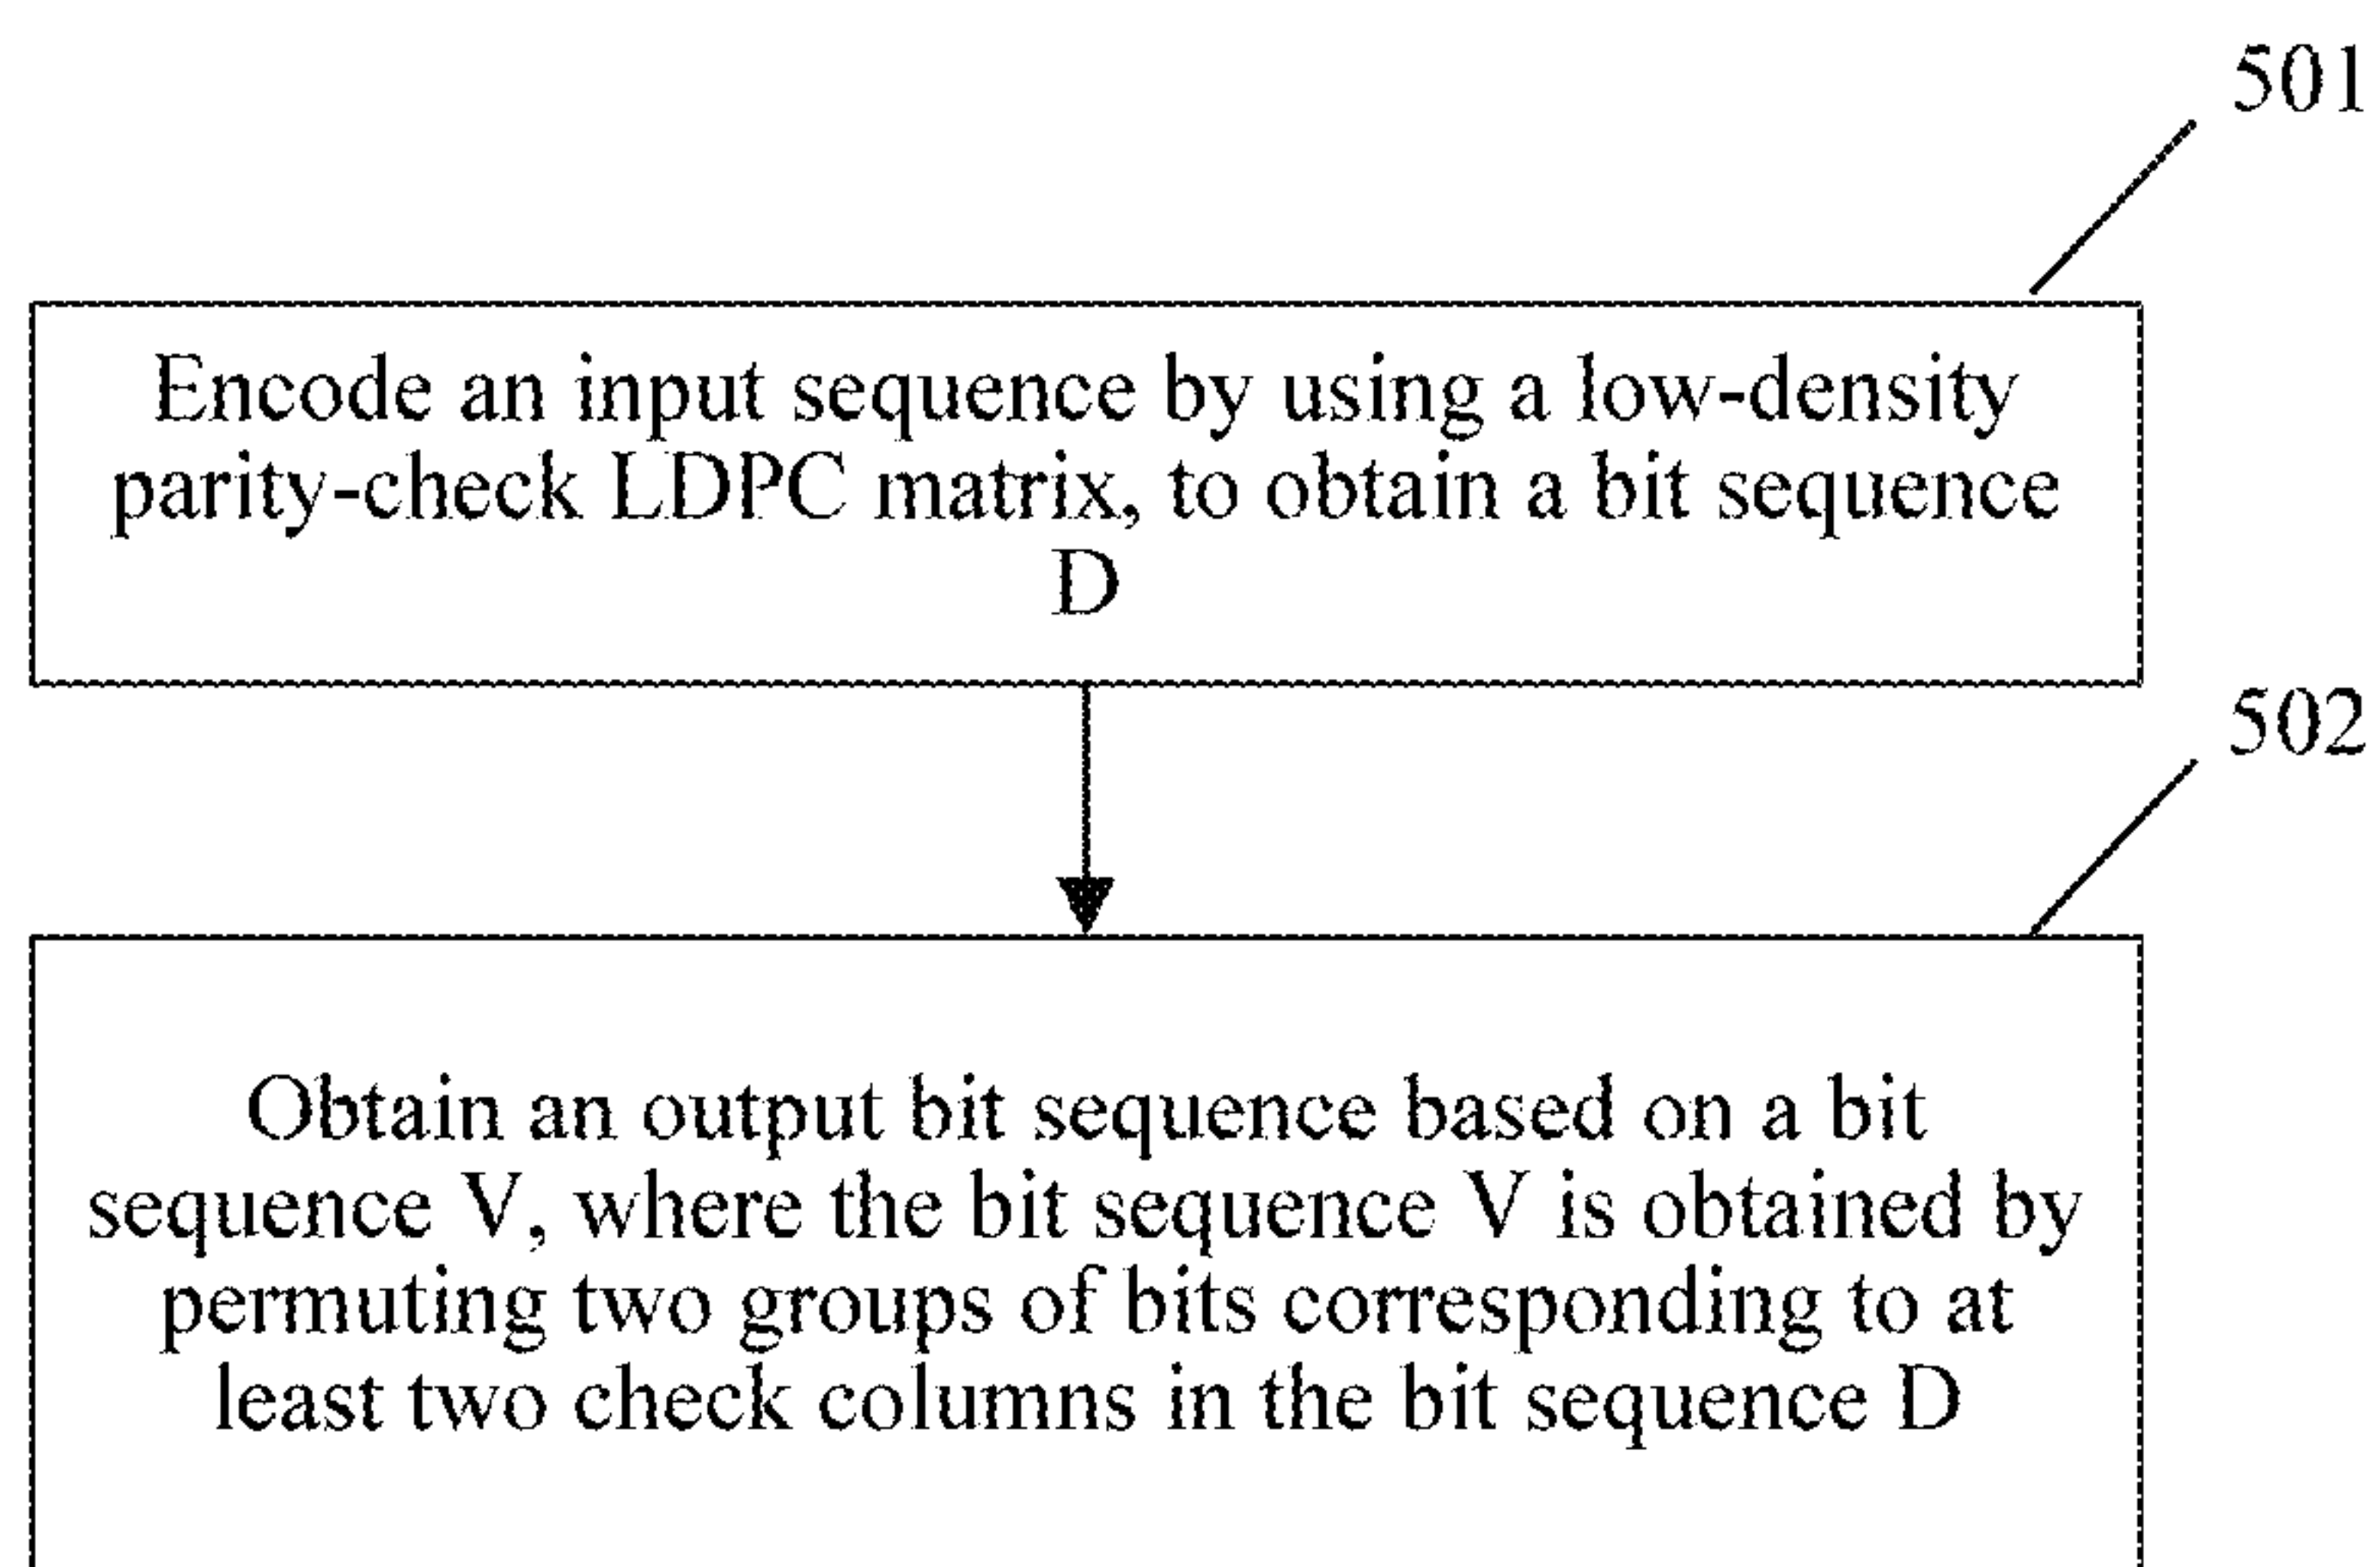 501
Encode an input sequence by using a low-density
parity-check LDPC matrix, to obtain a bit sequence
D
502
Obtain an output bit sequence based on a bit
sequence V, where the bit sequence V is obtained by
permuting two groups of bits corresponding to at
least two check columns in the bit sequence D